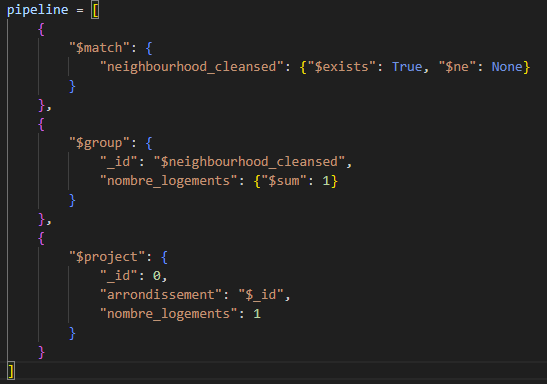 pipeline = [
    {
        "$match": {
            "neighbourhood_cleansed": {"$exists": True, "$ne": None}
        }
    },
    {
        "$group": {
            "_id": "$neighbourhood_cleansed",
            "nombre_logements": {"$sum": 1}
        }
    },
    {
        "$project": {
            "_id": 0,
            "arrondissement": "$_id",
            "nombre_logements": 1
        }
    }
]